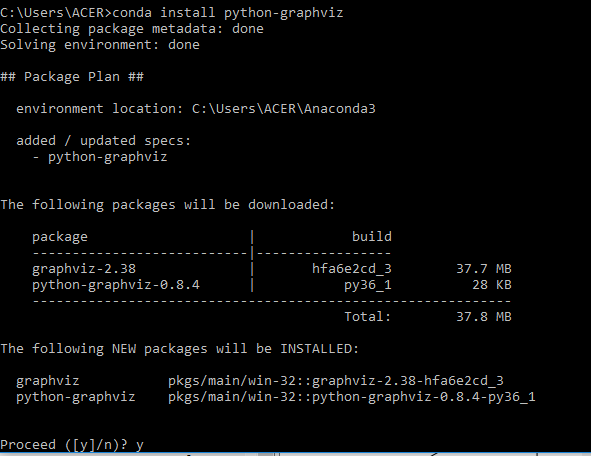 C:\Users\ACER>conda install python-graphviz
Collecting package metadata: done
Solving environment: done
## Package Plan ##
environment location: C:\Users\ACER\Anaconda3
added / updated specs:
- python-graphviz
The following packages will be downloaded:
package | build
---------------------------|-----------------
graphviz-2.38 | hfa6e2cd_3 37.7 MB
python-graphviz-0.8.4 | py36_1 28 KB
------------------------------------------------------------
Total: 37.8 MB
The following NEW packages will be INSTALLED:
graphviz pkgs/main/win-32::graphviz-2.38-hfa6e2cd_3
python-graphviz pkgs/main/win-32::python-graphviz-0.8.4-py36_1
Proceed ([y]/n)? y